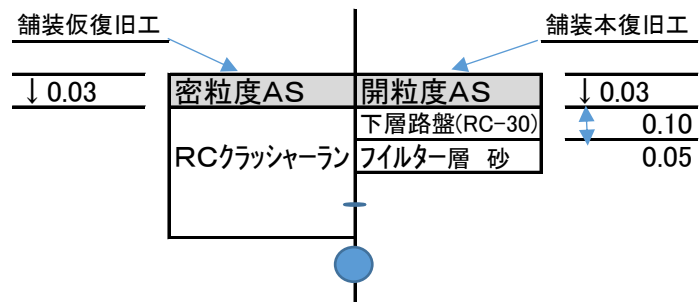 舗装仮復旧工 舗装本復旧工
↓0.03 密粒度AS 開粒度AS ↓0.03
下層路盤(RC-30) 0.10
RCクラッシャーラン フイルター層 砂 0.05